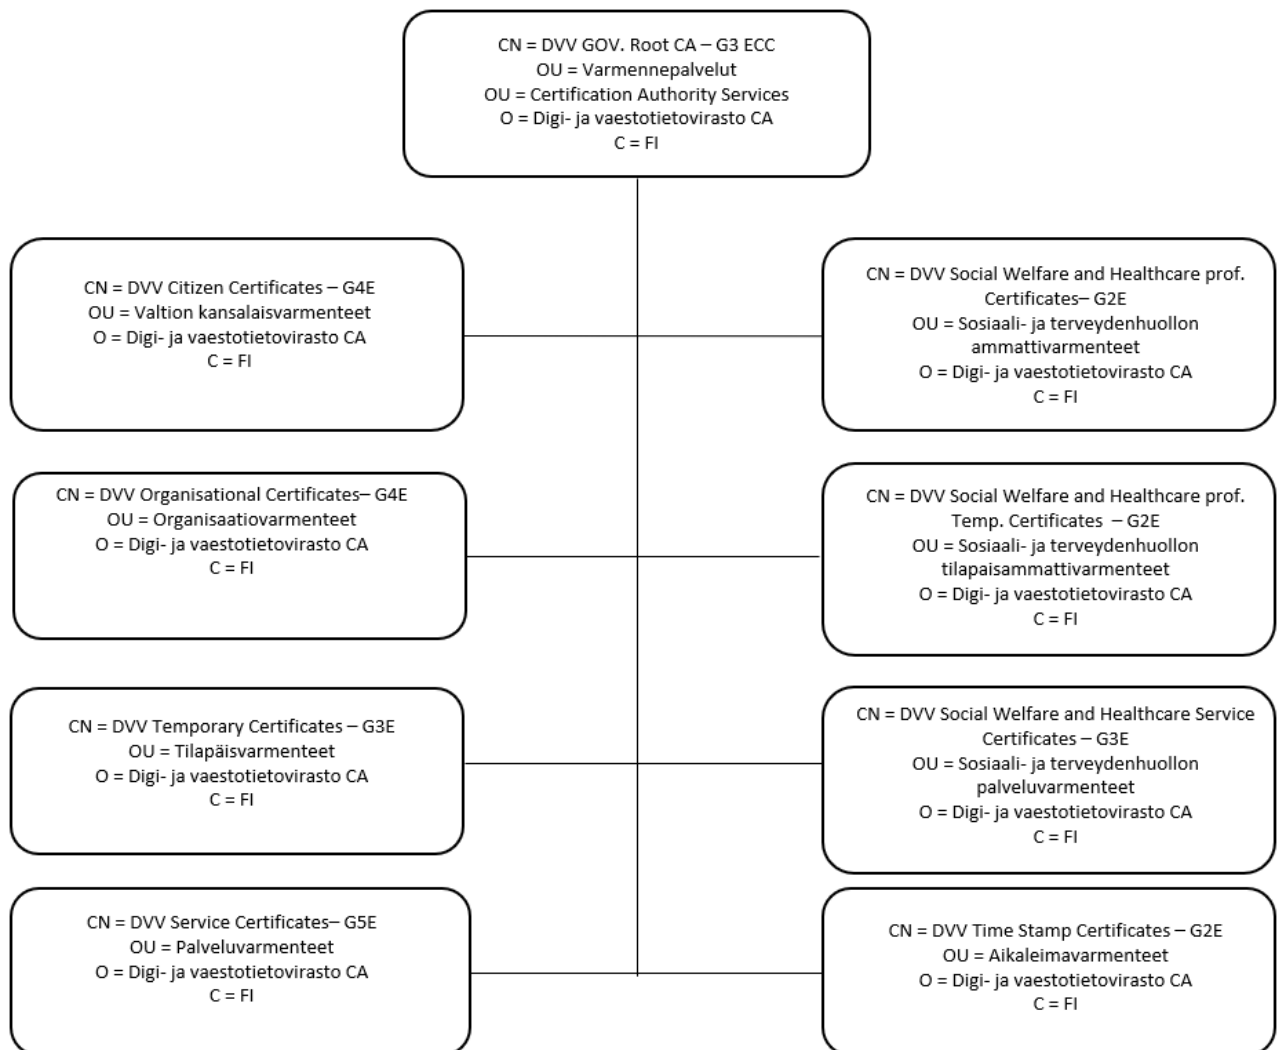 CN = DVV GOV. Root CA – G3 ECC
OU = Varmennepalvelut
OU = Certification Authority Services
O = Digi- ja vaestotietovirasto CA
C = FI
CN = DVV Citizen Certificates – G4E
OU = Valtion kansalaisvarmenteet
O = Digi- ja vaestotietovirasto CA
C = FI
CN = DVV Social Welfare and Healthcare prof.
Certificates– G2E
OU = Sosiaali- ja terveydenhuollon
ammattivarmenteet
O = Digi- ja vaestotietovirasto CA
C = FI
CN = DVV Organisational Certificates– G4E
OU = Organisaatiovarmenteet
O = Digi- ja vaestotietovirasto CA
C = FI
CN = DVV Social Welfare and Healthcare prof.
Temp. Certificates – G2E
OU = Sosiaali- ja terveydenhuollon
tilapaisammattivarmenteet
O = Digi- ja vaestotietovirasto CA
C = FI
CN = DVV Temporary Certificates – G3E
OU = Tilapäisvarmenteet
O = Digi- ja vaestotietovirasto CA
C = FI
CN = DVV Social Welfare and Healthcare Service
Certificates – G3E
OU = Sosiaali- ja terveydenhuollon
palveluvarmenteet
O = Digi- ja vaestotietovirasto CA
C = FI
CN = DVV Service Certificates– G5E
OU = Palveluvarmenteet
O = Digi- ja vaestotietovirasto CA
C = FI
CN = DVV Time Stamp Certificates – G2E
OU = Aikaleimavarmenteet
O = Digi- ja vaestotietovirasto CA
C = FI